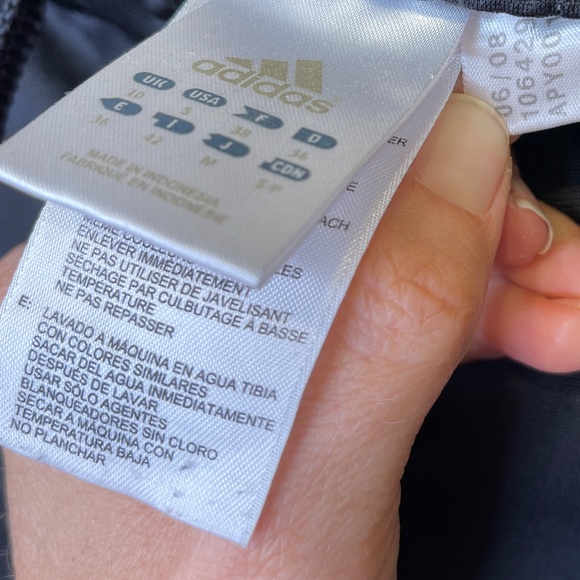 adidas
UK USA F D
10 S 38 36
E I J CDN
36 42 M S/P
MADE IN INDONESIA
FABRIQUÉ EN INDONÉSIE
06/08
106429
APY00
ER
E
ACH
LES
ENLEVER IMMÉDIATEMENT
NE PAS UTILISER DE JAVELISANT
SÉCHAGE PAR CULBUTAGE À BASSE
TEMPÉRATURE
NE PAS REPASSER
E: LAVADO A MÁQUINA EN AGUA TIBIA
CON COLORES SIMILARES
SACAR DEL AGUA INMEDIATAMENTE
DESPUÉS DE LAVAR
USAR SÓLO AGENTES
BLANQUEADORES SIN CLORO
SECAR A MÁQUINA CON
TEMPERATURA BAJA
NO PLANCHAR